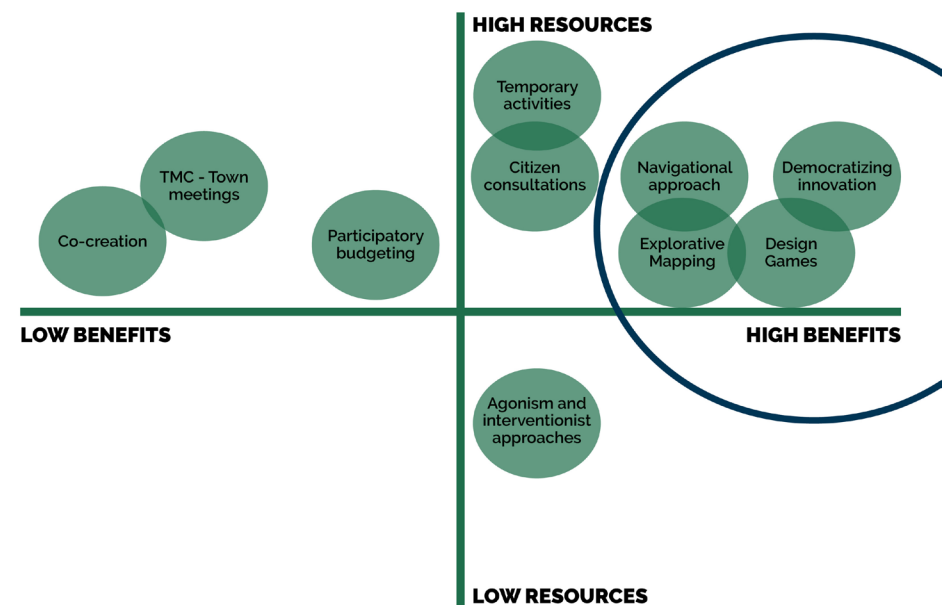 HIGH RESOURCES
Temporary
activities
Citizen
consultations
Navigational
approach
Democratizing
innovation
TMC - Town
meetings
Co-creation
Participatory
budgeting
Explorative
Mapping
Design
Games
LOW BENEFITS
HIGH BENEFITS
Agonism and
interventionist
approaches
LOW RESOURCES